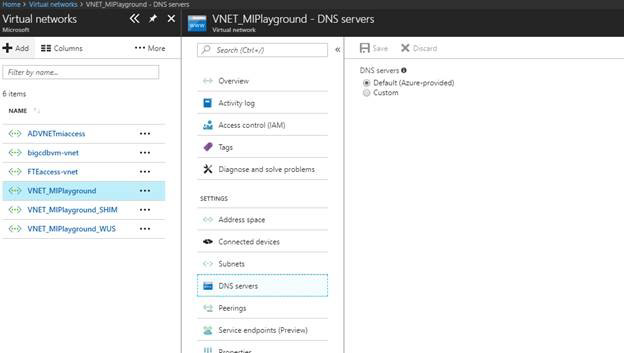 Home > Virtual networks > VNET_MIPlayground - DNS servers
Virtual networks
Microsoft
Add
Columns
More
Filter by name...
6 items
NAME
ADVNETmiaccess
bigcdbvm-vnet
FTEaccess-vnet
VNET_MIPlayground
VNET_MIPlayground_SHIM
VNET_MIPlayground_WUS
VNET_MIPlayground - DNS servers
Virtual network
Search (Ctrl+/)
Overview
Activity log
Access control (IAM)
Tags
Diagnose and solve problems
SETTINGS
Address space
Connected devices
Subnets
DNS servers
Peerings
Service endpoints (Preview)
Properties
Save
Discard
DNS servers
Default (Azure-provided)
Custom